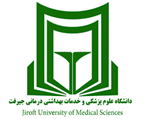 دانشگاه علوم پزشکی و خدمات بهداشتی درمانی جیرفت
Jiroft University of Medical Sciences